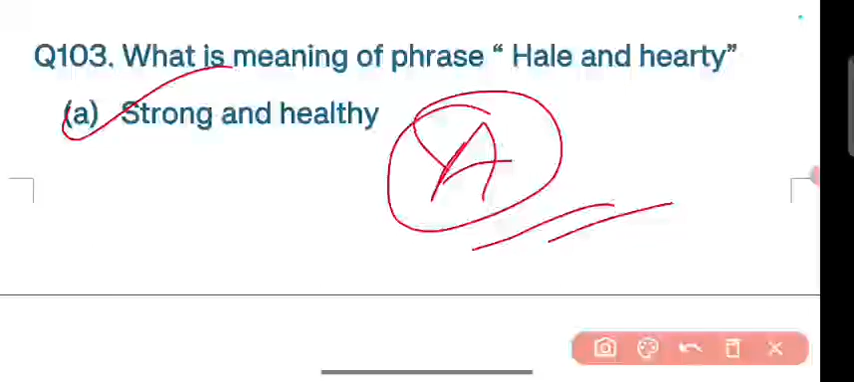 Q103. What is meaning of phrase “ Hale and hearty”
(a) Strong and healthy
A